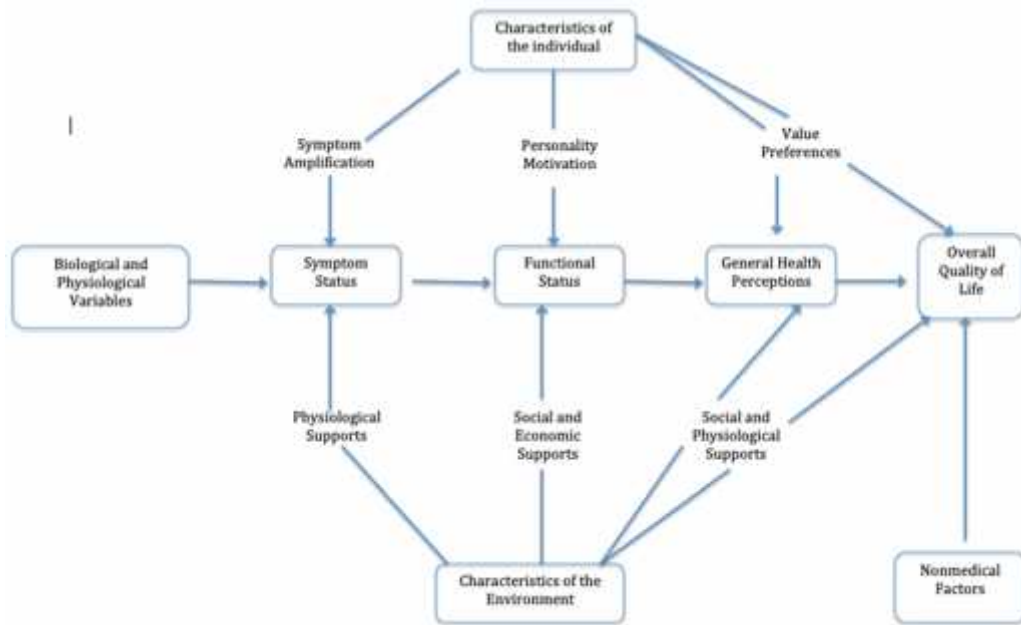 Characteristics of
the individual
Symptom
Amplification
Personality
Motivation
Value
Preferences
Biological and
Physiological
Variables
Symptom
Status
Functional
Status
General Health
Perceptions
Overall
Quality of
Life
Physiological
Supports
Social and
Economic
Supports
Social and
Physiological
Supports
Characteristics of the
Environment
Nonmedical
Factors